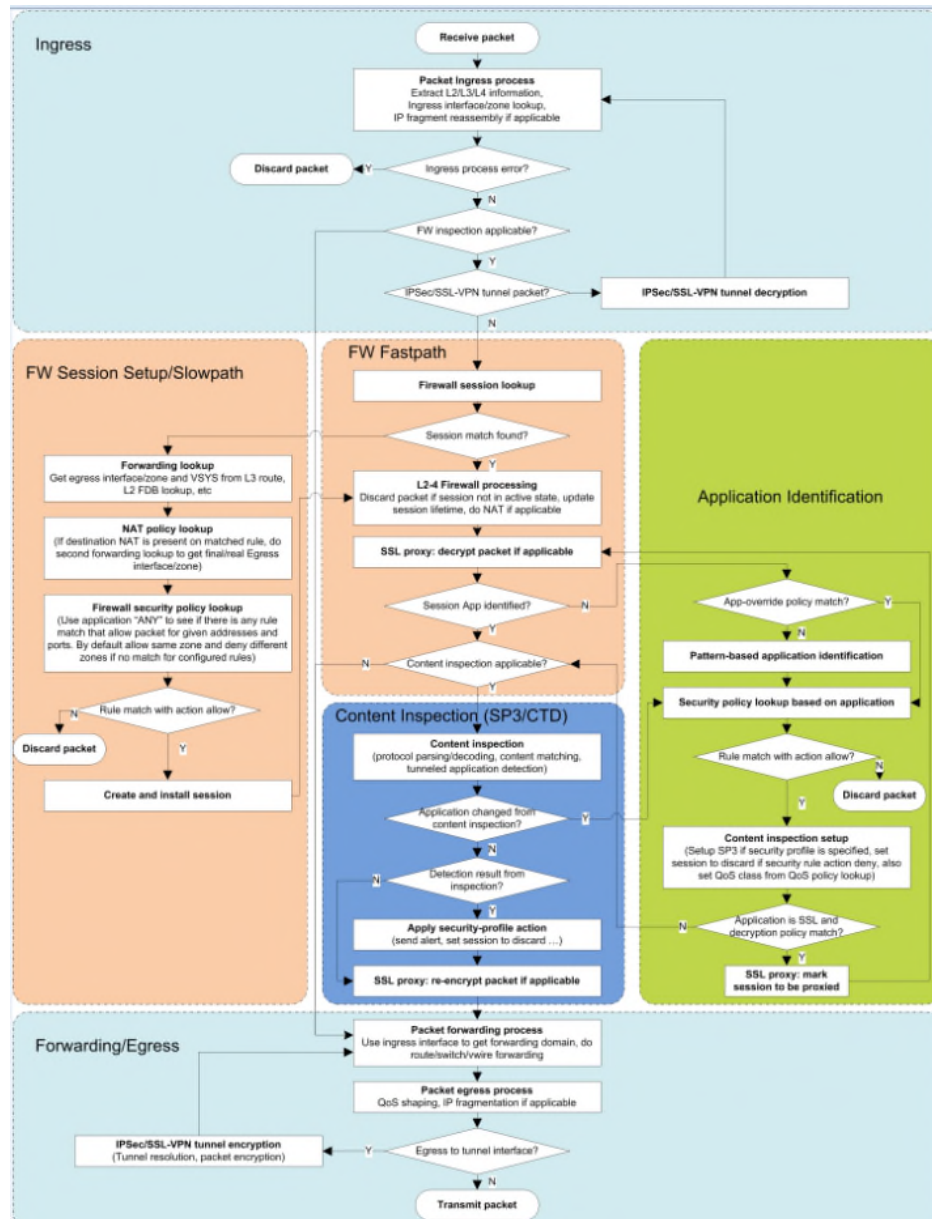 Ingress
Receive packet
Packet Ingress process
Extract L2/L3/L4 information,
Ingress interface/zone lookup,
IP fragment reassembly if applicable
Ingress process error?
Y
Discard packet
N
FW inspection applicable?
Y
IPSec/SSL-VPN tunnel packet?
Y
IPSec/SSL-VPN tunnel decryption
N
FW Fastpath
Firewall session lookup
Session match found?
Y
L2-4 Firewall processing
Discard packet if session not in active state, update
session lifetime, do NAT if applicable
SSL proxy: decrypt packet if applicable
Session App identified?
N
Y
Content inspection applicable?
N
Y
FW Session Setup/Slowpath
Forwarding lookup
Get egress interface/zone and VSYS from L3 route,
L2 FDB lookup, etc
NAT policy lookup
(If destination NAT is present on matched rule, do
second forwarding lookup to get final/real Egress
interface/zone)
Firewall security policy lookup
(Use application “ANY” to see if there is any rule
match that allow packet for given addresses and
ports. By default allow same zone and deny different
zones if no match for configured rules)
Rule match with action allow?
N
Discard packet
Y
Create and install session
Application Identification
App-override policy match?
Y
N
Pattern-based application identification
Security policy lookup based on application
Rule match with action allow?
N
Discard packet
Y
Content inspection setup
(Setup SP3 if security profile is specified, set
session to discard if security rule action deny, also
set QoS class from QoS policy lookup)
Application is SSL and
decryption policy match?
N
Y
SSL proxy: mark
session to be proxied
Content Inspection (SP3/CTD)
Content inspection
(protocol parsing/decoding, content matching,
tunneled application detection)
Application changed from
content inspection?
Y
N
Detection result from
inspection?
N
Y
Apply security-profile action
(send alert, set session to discard ...)
SSL proxy: re-encrypt packet if applicable
Forwarding/Egress
Packet forwarding process
Use ingress interface to get forwarding domain, do
route/switch/vwire forwarding
Packet egress process
QoS shaping, IP fragmentation if applicable
Egress to tunnel interface?
Y
IPSec/SSL-VPN tunnel encryption
(Tunnel resolution, packet encryption)
N
Transmit packet